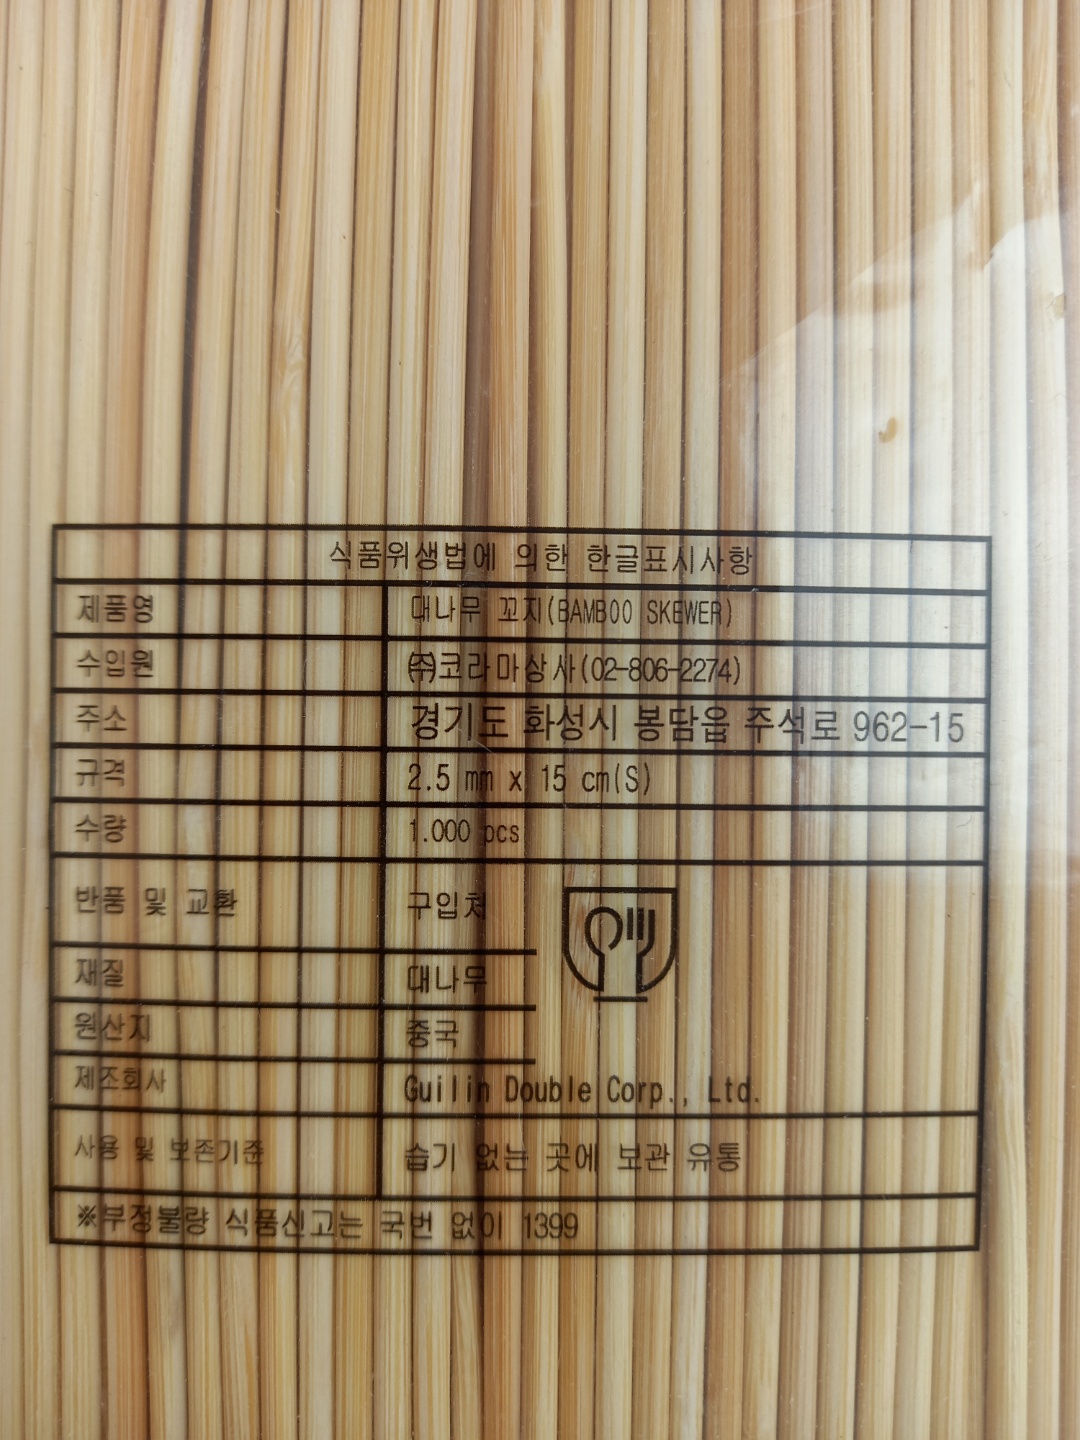 식품위생법에 의한 한글표시사항
제품명 대나무 꼬지(BAMBOO SKEWER)
수입원 ㈜코라마상사(02-806-2274)
주소 경기도 화성시 봉담읍 주석로 962-15
규격 2.5 mm x 15 cm(S)
수량 1.000 pcs
반품 및 교환 구입처
재질 대나무
원산지 중국
제조회사 Guilin Double Corp., Ltd.
사용 및 보존기준 습기 없는 곳에 보관 유통
※부정불량 식품신고는 국번 없이 1399